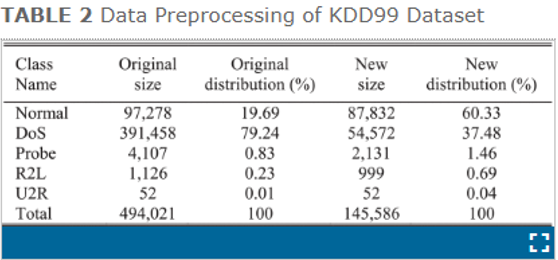 TABLE 2 Data Preprocessing of KDD99 Dataset
Class Name Original size Original distribution (%) New size New distribution (%)
Normal 97,278 19.69 87,832 60.33
DoS 391,458 79.24 54,572 37.48
Probe 4,107 0.83 2,131 1.46
R2L 1,126 0.23 999 0.69
U2R 52 0.01 52 0.04
Total 494,021 100 145,586 100